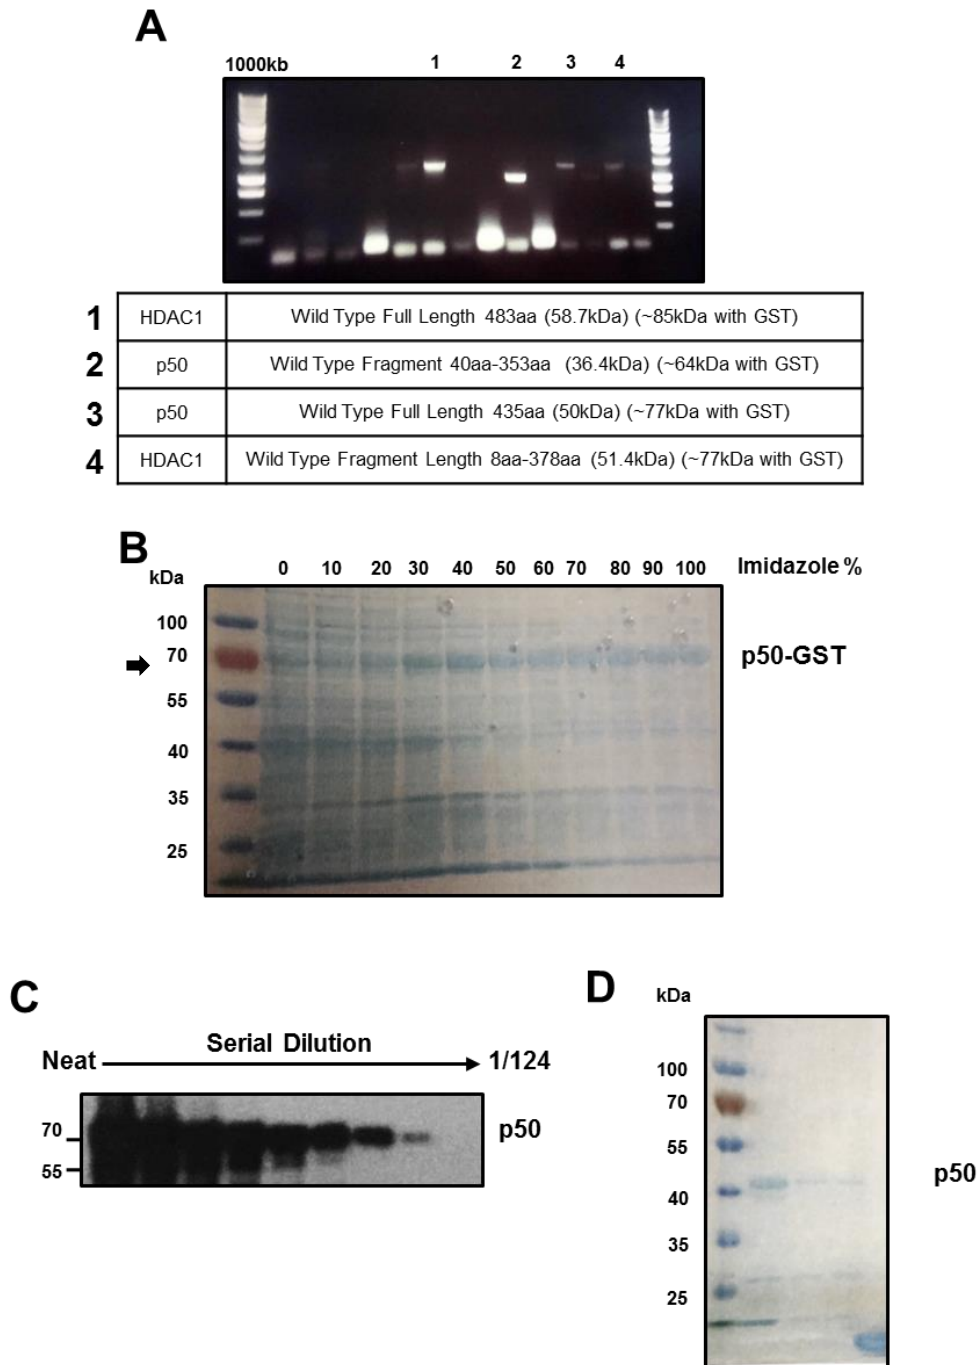 A
1000kb 1 2 3 4
1 HDAC1 Wild Type Full Length 483aa (58.7kDa) (~85kDa with GST)
2 p50 Wild Type Fragment 40aa-353aa (36.4kDa) (~64kDa with GST)
3 p50 Wild Type Full Length 435aa (50kDa) (~77kDa with GST)
4 HDAC1 Wild Type Fragment Length 8aa-378aa (51.4kDa) (~77kDa with GST)
B
kDa 0 10 20 30 40 50 60 70 80 90 100 Imidazole %
100
70 p50-GST
55
40
35
25
C
Serial Dilution
Neat 1/124
70 p50
55
D
kDa
100
70
55
p50
40
35
25